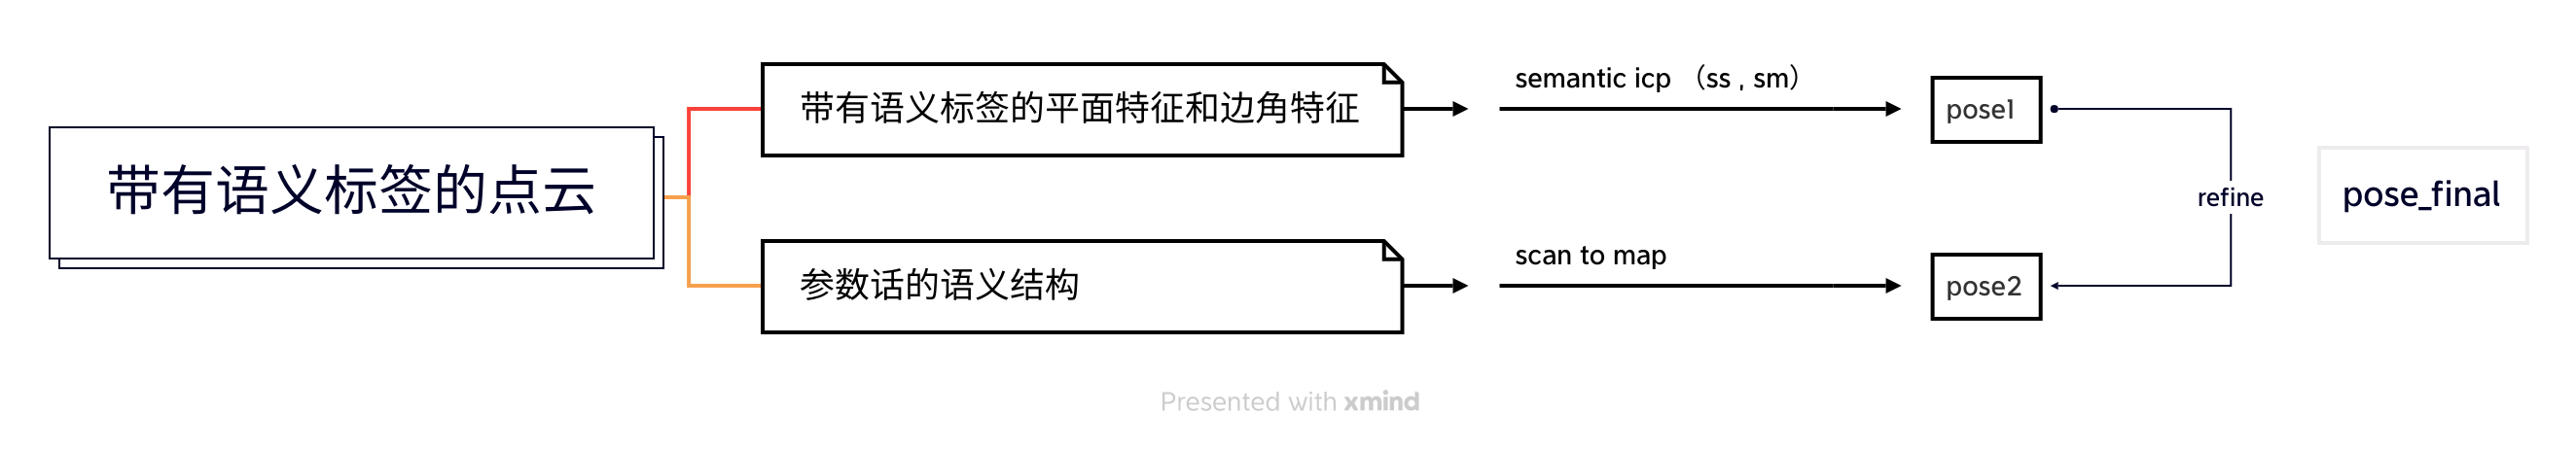 带有语义标签的点云
带有语义标签的平面特征和边角特征
semantic icp （ss , sm）
pose1
参数话的语义结构
scan to map
pose2
refine
pose_final
Presented with xmind